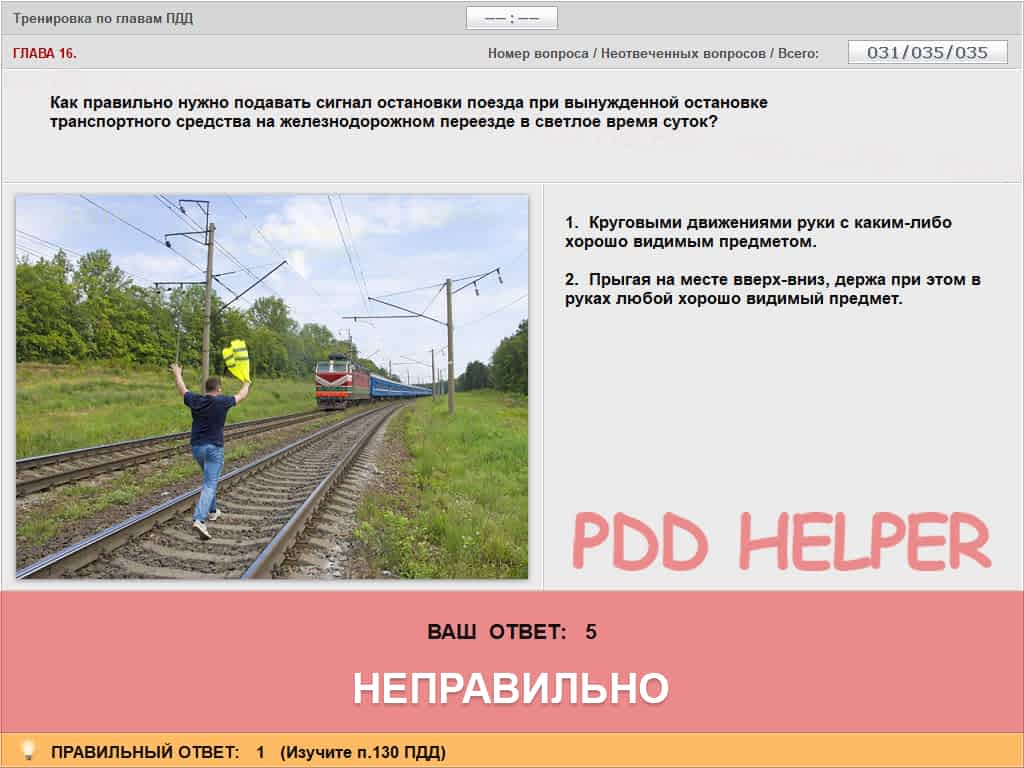 Тренировка по главам ПДД
—— : ——
ГЛАВА 16.
Номер вопроса / Неотвеченных вопросов / Всего:
031/035/035
Как правильно нужно подавать сигнал остановки поезда при вынужденной остановке
транспортного средства на железнодорожном переезде в светлое время суток?
1. Круговыми движениями руки с каким-либо
хорошо видимым предметом.
2. Прыгая на месте вверх-вниз, держа при этом в
руках любой хорошо видимый предмет.
PDD HELPER
ВАШ ОТВЕТ: 5
НЕПРАВИЛЬНО
ПРАВИЛЬНЫЙ ОТВЕТ: 1 (Изучите п.130 ПДД)